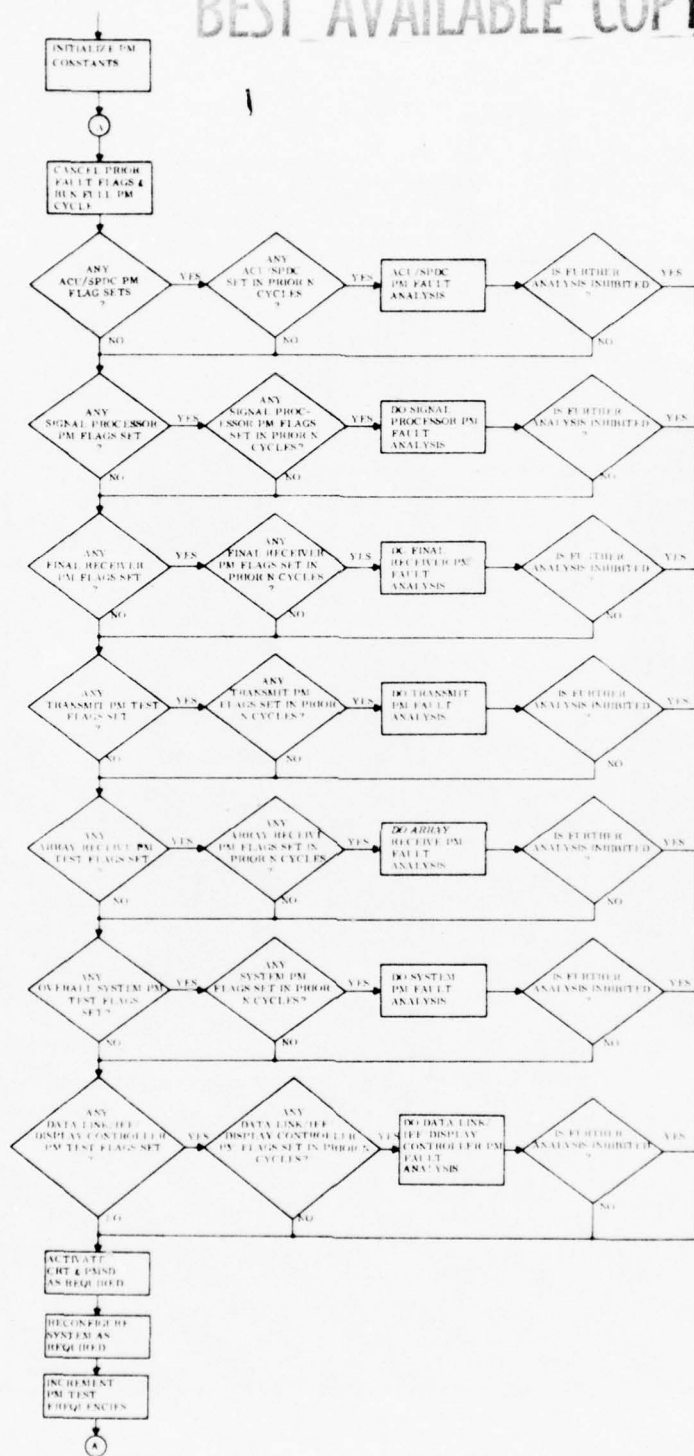 BEST AVAILABLE COPY
INITIALIZE PM
CONSTANTS
A
CANCEL PRIOR
FAULT FLAGS &
RUN FULL PM
CYCLE
ANY
ACU/SPDC PM
FLAG SETS
?
YES
NO
ANY
ACU/SPDC
SET IN PRIOR N
CYCLES
?
YES
NO
ACU/SPDC
PM FAULT
ANALYSIS
IS FURTHER
ANALYSIS INHIBITED
?
YES
NO
ANY
SIGNAL PROCESSOR
PM FLAGS SET
?
YES
NO
ANY
SIGNAL PROC-
ESSOR PM FLAGS
SET IN PRIOR N
CYCLES?
YES
NO
DO SIGNAL
PROCESSOR PM
FAULT
ANALYSIS
IS FURTHER
ANALYSIS INHIBITED
?
YES
NO
ANY
FINAL RECEIVER
PM FLAGS SET
?
YES
NO
ANY
FINAL RECEIVER
PM FLAGS SET IN
PRIOR N CYCLES
?
YES
NO
DO FINAL
RECEIVER PM
FAULT
ANALYSIS
IS FURTHER
ANALYSIS INHIBITED
?
YES
NO
ANY
TRANSMIT PM TEST
FLAGS SET
?
YES
NO
ANY
TRANSMIT PM
FLAGS SET IN PRIOR
N CYCLES?
YES
NO
DO TRANSMIT
PM FAULT
ANALYSIS
IS FURTHER
ANALYSIS INHIBITED
?
YES
NO
ANY
ARRAY RECEIVE PM
TEST FLAGS SET
?
YES
NO
ANY
ARRAY RECEIVE
PM FLAGS SET IN
PRIOR N CYCLES
?
YES
NO
DO ARRAY
RECEIVE PM
FAULT
ANALYSIS
IS FURTHER
ANALYSIS INHIBITED
?
YES
NO
ANY
OVERALL SYSTEM PM
TEST FLAGS
SET?
YES
NO
ANY
SYSTEM PM
FLAGS SET IN PRIOR
N CYCLES?
YES
NO
DO SYSTEM
PM FAULT
ANALYSIS
IS FURTHER
ANALYSIS INHIBITED
?
YES
NO
ANY
DATA LINK/IFF
DISPLAY CONTROLLER
PM TEST FLAGS SET
?
YES
NO
ANY
DATA LINK/IFF
DISPLAY CONTROLLER
PM FLAGS SET IN PRIOR N
CYCLES?
YES
NO
DO DATA LINK/
IFF DISPLAY
CONTROLLER PM
FAULT
ANALYSIS
IS FURTHER
ANALYSIS INHIBITED
?
YES
NO
ACTIVATE
CRT & PMSD
AS REQUIRED
RECONFIGURE
SYSTEM AS
REQUIRED
INCREMENT
PM TEST
FREQUENCIES
A